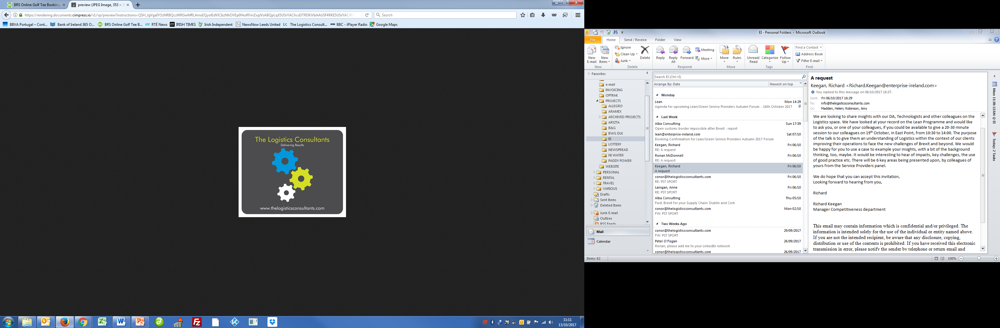 BRS Online Golf Tee Booking
preview (JPEG Image, 353 × 2
https://rendering.documents.cimpress.io/v1/vp/preview?instructions=
Search
BBVA Portugal – Cont...
Bank of Ireland 365 O...
BRS Online Golf Tee B...
RTÉ News
IRISH TIMES
Irish Independent
NewsNow Leeds United
The Logistics Consult...
BBC - iPlayer Radio
Google Maps
The Logistics Consultants
Delivering Results
www.thelogisticsconsultants.com
11:11
13/10/2017
EI - Personal Folders - Microsoft Outlook
File
Home
Send / Receive
Folder
View
New E-mail
New Items
New
Ignore
Clean Up
Junk
Delete
Delete
Reply
Reply All
Forward
Meeting
More
Respond
Move
Rules
Move
Unread/ Read
Categorize
Follow Up
Tags
Find a Contact
Address Book
Filter E-mail
Find
Favorites
e-mail
INVOICING
OPTRAK
PROJECTS
ALLEGRO
ARAMEX
ARCHIVED PROJECTS
ARYZTA
B&G
BWG DLK
EI
LOTTERY
NEWSPREAD
NI WATER
PADDY POWER
WEBSITE
PERSONAL
RENTAL
TRAVEL
VARIOUS
Drafts
Sent Items
Deleted Items
Junk E-mail
Outbox
RSS Feeds
Mail
Calendar
Items: 62
Search EI (Ctrl+E)
Arrange By: Date
Newest on top
Monday
Lean
Mon 14:29
Agenda for upcoming Lean/Green Service Providers Autumn Forum - 16th October 2017
Last Week
Alba Consulting
Sun 17:39
Open customs border impossible after Brexit - report
lean@enterprise-ireland.com
Sat 07/10
Booking Confirmation for Lean/Green Service Providers Autumn 2017 Forum
Keegan, Richard
Fri 06/10
RE: A request
Ronan McDonnell
Fri 06/10
RE: A request
Keegan, Richard
Fri 06/10
A request
conor@thelogisticsconsultants.com
Fri 06/10
RE: PST SPORT
Lanigan, Anne
Fri 06/10
RE: PST SPORT
Alba Consulting
Thu 05/10
Fwd: Brexit for your Supply Chain: Dublin and Cork
conor@thelogisticsconsultants.com
Mon 02/10
FW: PST SPORT
Two Weeks Ago
conor@thelogisticsconsultants.com
29/09/2017
FW: PST SPORT
Peter O'Fegan
26/09/2017
Ronan, please add me to your LinkedIn network
conor@thelogisticsconsultants.com
26/09/2017
A request
Keegan, Richard <Richard.Keegan@enterprise-ireland.com>
You replied to this message on 06/10/2017 16:37.
Sent: Fri 06/10/2017 16:29
To: info@thelogisticsconsultants.com
Cc: Madden, Helen; Robinson, Amy
We are looking to share insights with our DA, Technologists and other colleagues on the
Logistics space. We have looked at your record on the Lean Programme and would like
to ask you, or one of your colleagues, if you could be available to give a 20-30 minute
session to our colleagues on 19th October, in East Point, from 10:30 to 14:00. The purpose
of the talk is to give them an understanding of Logistics within the context of our clients
improving their operations to face the new challenges of Brexit and beyond. We would
be happy for you to use a case to example your insights, with a bit of the background
thinking, too, maybe. It would be interesting to hear of impacts, key challenges, the use
of good practice etc. There will be 6 key areas being presented upon, by colleagues of
yours from the Service Providers panel.
We do hope that you can accept this invitation,
Looking forward to hearing from you,
Richard
Richard Keegan
Manager Competitiveness department
This email may contain information which is confidential and/or privileged. The
information is intended solely for the use of the individual or entity named above.
If you are not the intended recipient, be aware that any disclosure, copying,
distribution or use of the contents is prohibited. If you have received this electronic
transmission in error, please notify the sender by telephone or return email and
100%
Mon 11:30: LEAN @ EI
Today: 2 Tasks